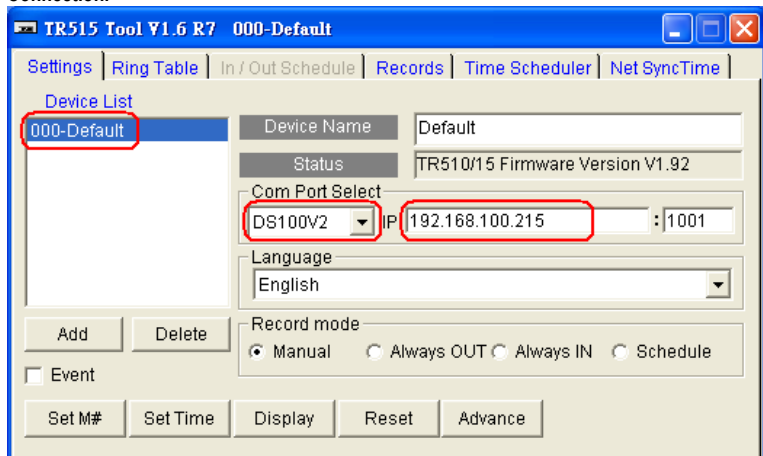 TR515 Tool V1.6 R7 000-Default
Settings Ring Table In / Out Schedule Records Time Scheduler Net SyncTime
Device List
000-Default
Device Name Default
Status TR510/15 Firmware Version V1.92
Com Port Select
DS100V2 IP 192.168.100.215 : 1001
Language
English
Add Delete
Record mode
Manual Always OUT Always IN Schedule
Event
Set M# Set Time Display Reset Advance